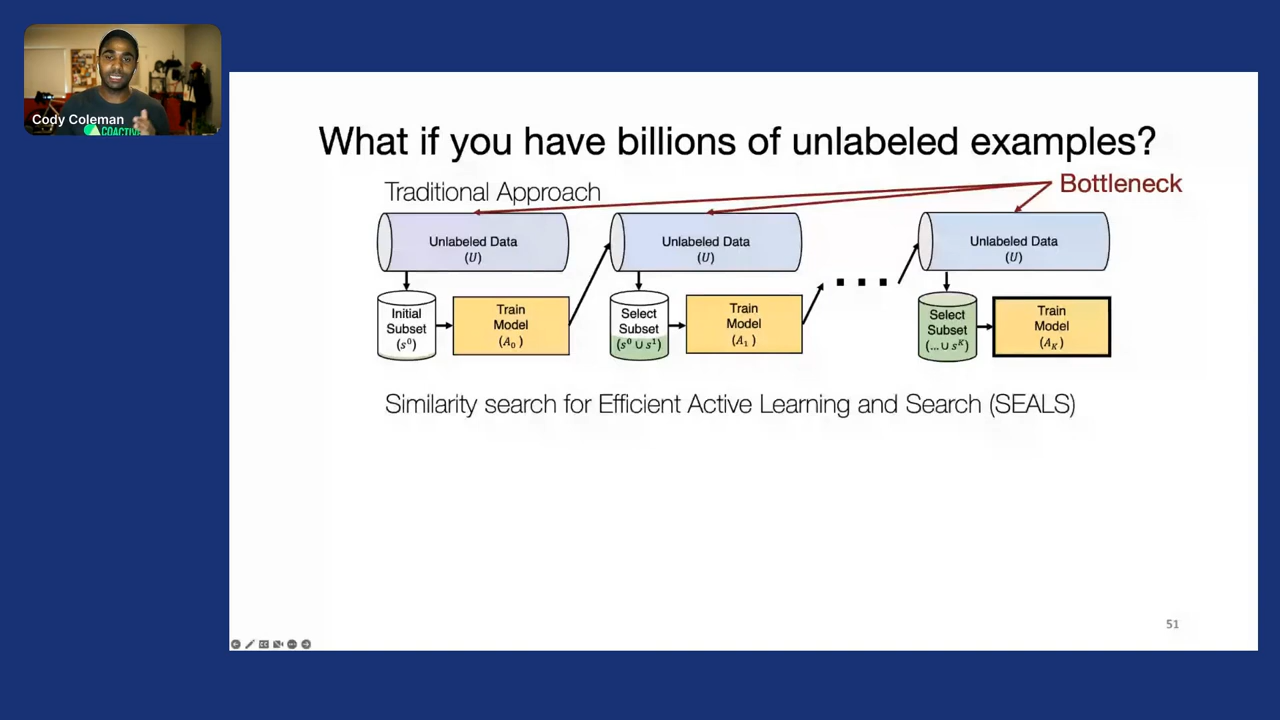 Cody Coleman
COACTIV
What if you have billions of unlabeled examples?
Traditional Approach
Bottleneck
Unlabeled Data
(U)
Unlabeled Data
(U)
Unlabeled Data
(U)
Initial
Subset
(s⁰)
Train
Model
(A₀)
Select
Subset
(s⁰ ∪ s¹)
Train
Model
(A₁)
...
Select
Subset
(...∪ sᴷ)
Train
Model
(A_K)
Similarity search for Efficient Active Learning and Search (SEALS)
51